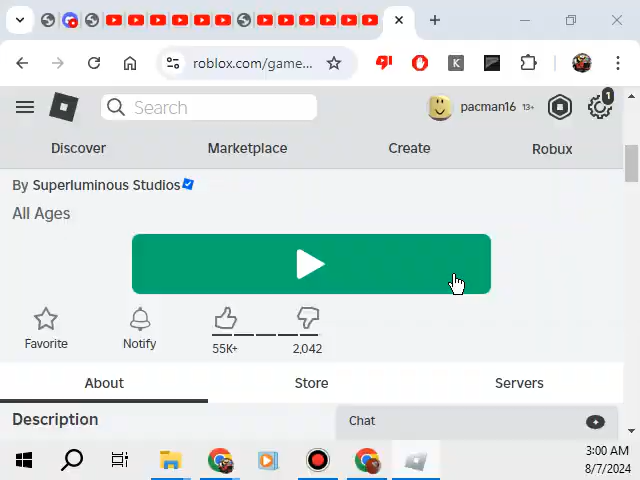 roblox.com/game...
K
Search
pacman16 13+
1
Discover
Marketplace
Create
Robux
By Superluminous Studios
All Ages
Favorite
Notify
55K+
2,042
About
Store
Servers
Description
Chat
3:00 AM
8/7/2024